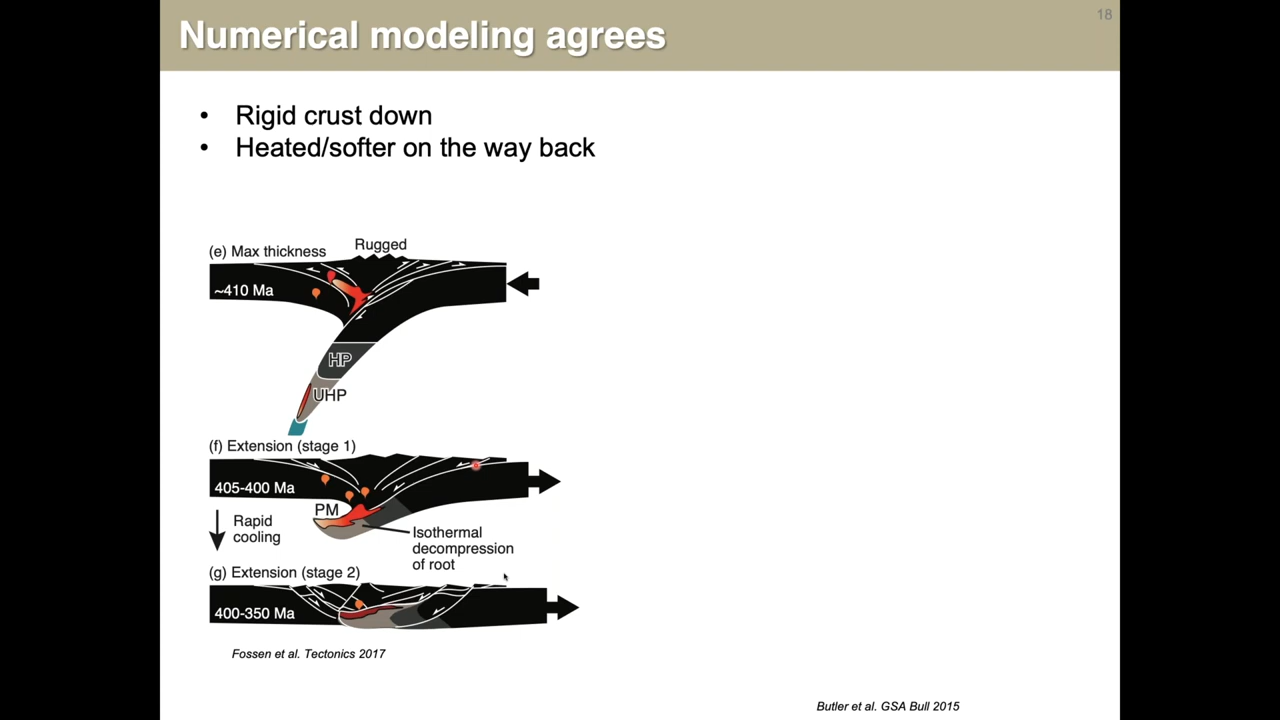 18
Numerical modeling agrees
• Rigid crust down
• Heated/softer on the way back
(e) Max thickness
Rugged
~410 Ma
HP
UHP
(f) Extension (stage 1)
405-400 Ma
PM
Rapid
cooling
Isothermal
decompression
of root
(g) Extension (stage 2)
400-350 Ma
Fossen et al. Tectonics 2017
Butler et al. GSA Bull 2015